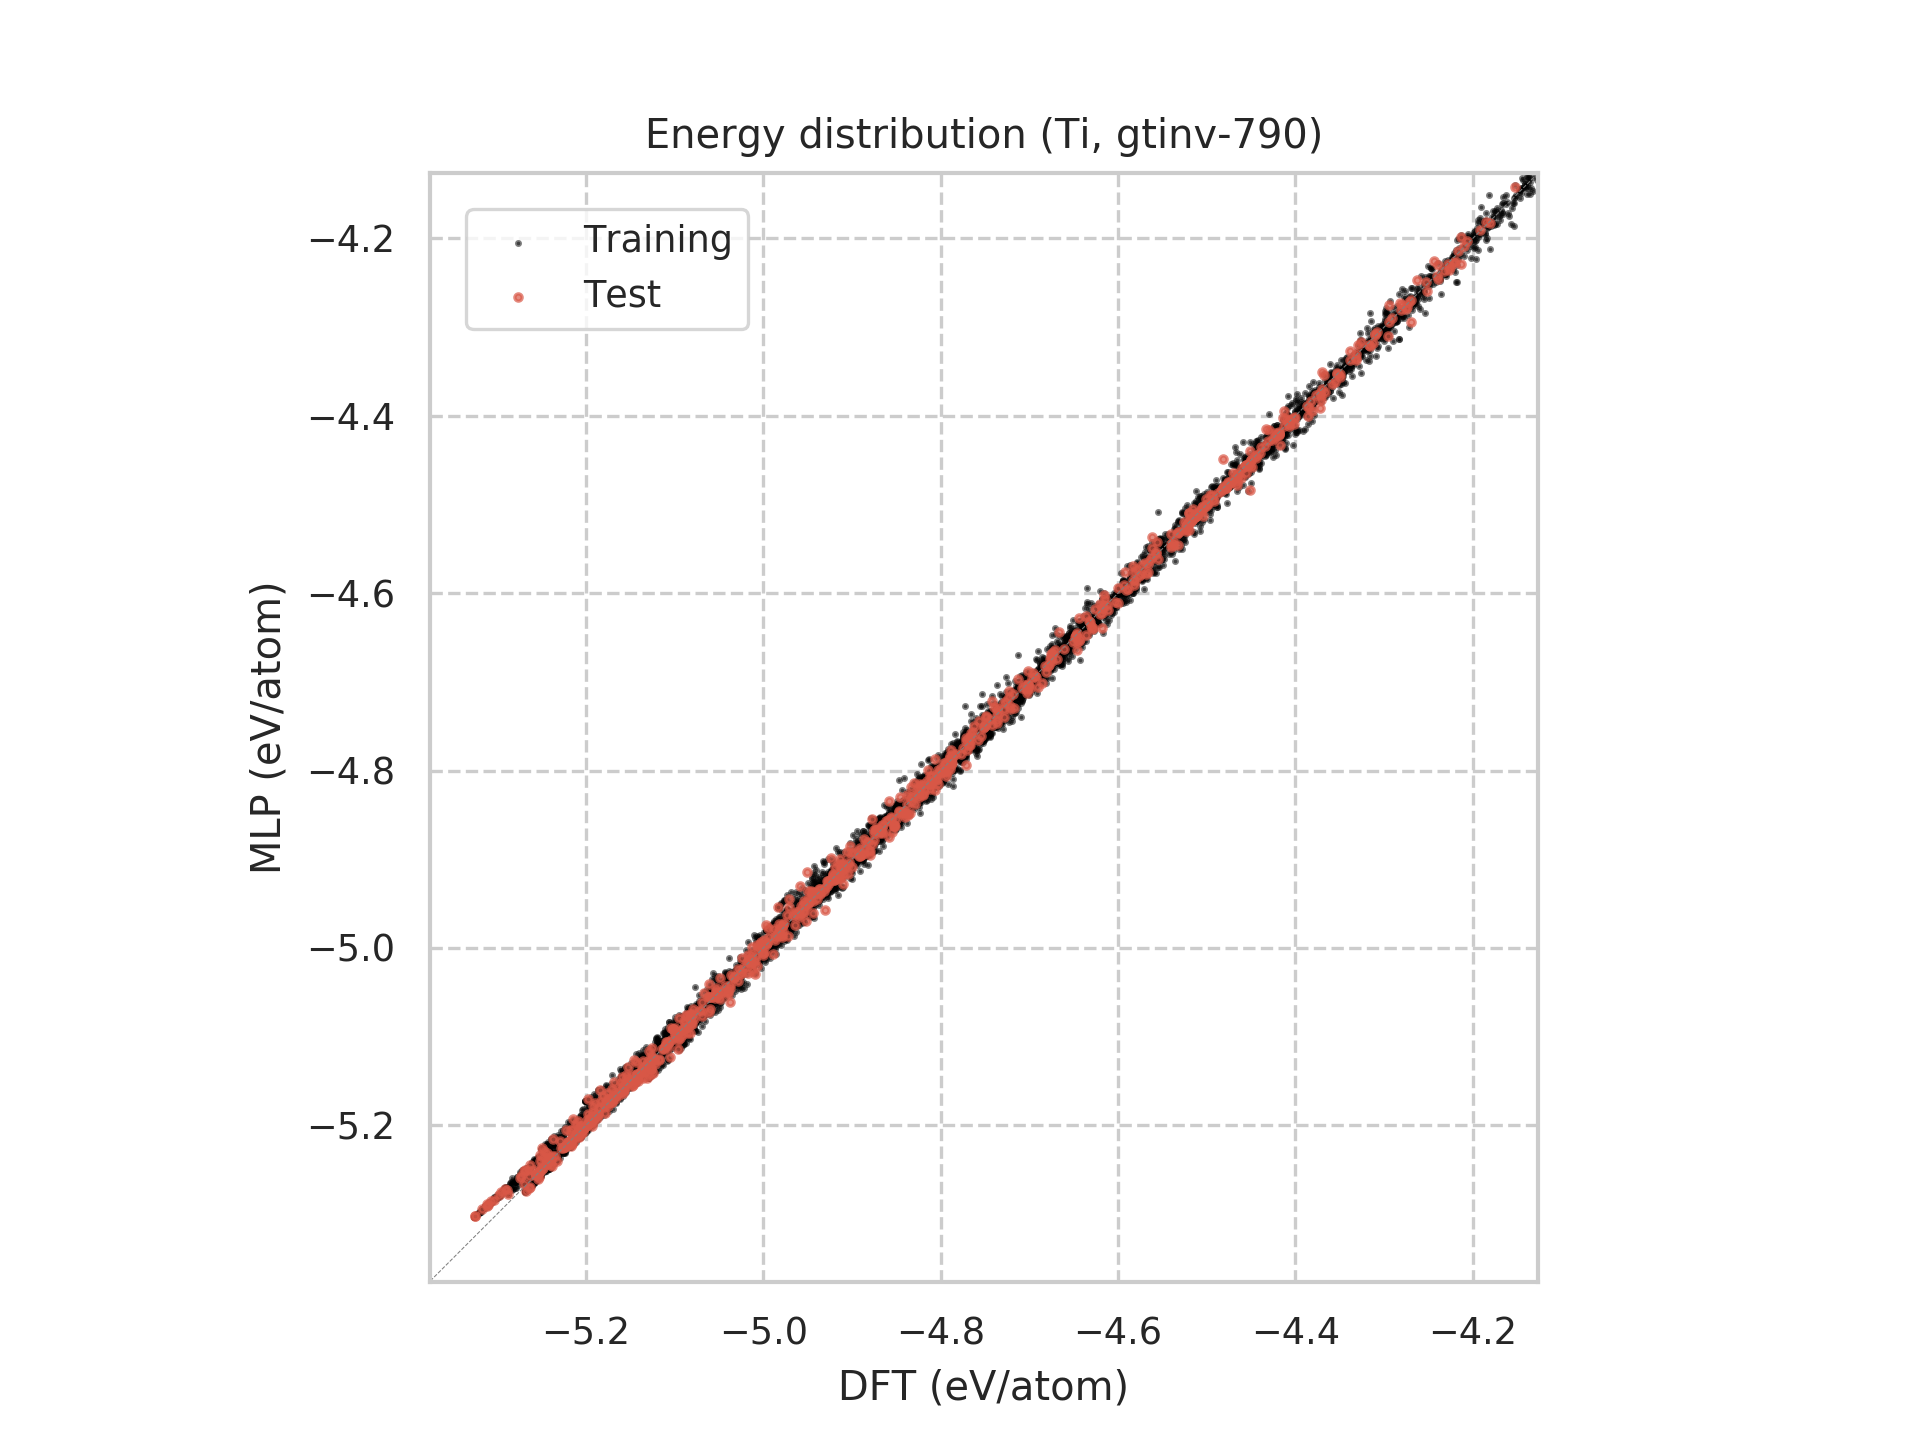 Energy distribution (Ti, gtinv-790)
Training
Test
−4.2
−4.4
−4.6
−4.8
−5.0
−5.2
MLP (eV/atom)
−5.2 −5.0 −4.8 −4.6 −4.4 −4.2
DFT (eV/atom)